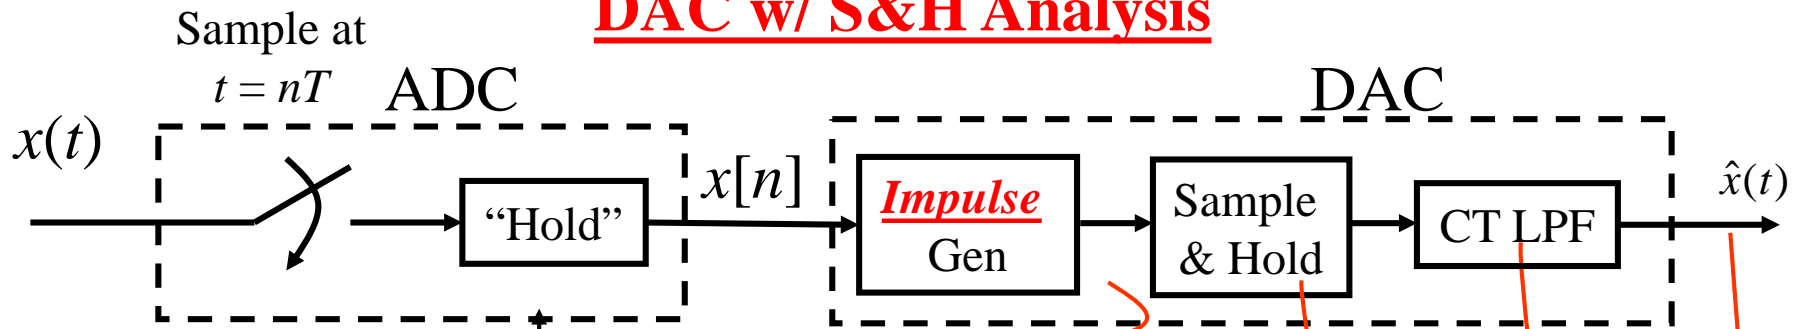 DAC w/ S&H Analysis
Sample at
t = nT
ADC
DAC
x(t)
"Hold"
x[n]
Impulse
Gen
Sample
& Hold
CT LPF
x̂(t)